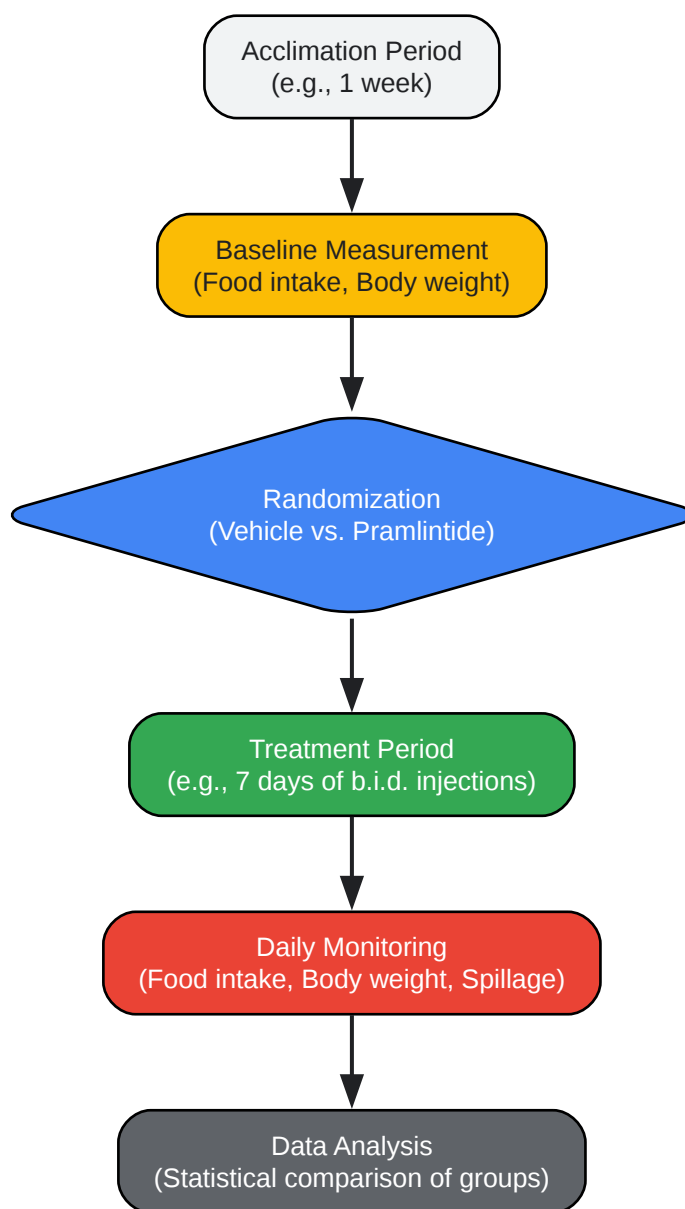 Acclimation Period
(e.g., 1 week)
Baseline Measurement
(Food intake, Body weight)
Randomization
(Vehicle vs. Pramlintide)
Treatment Period
(e.g., 7 days of b.i.d. injections)
Daily Monitoring
(Food intake, Body weight, Spillage)
Data Analysis
(Statistical comparison of groups)